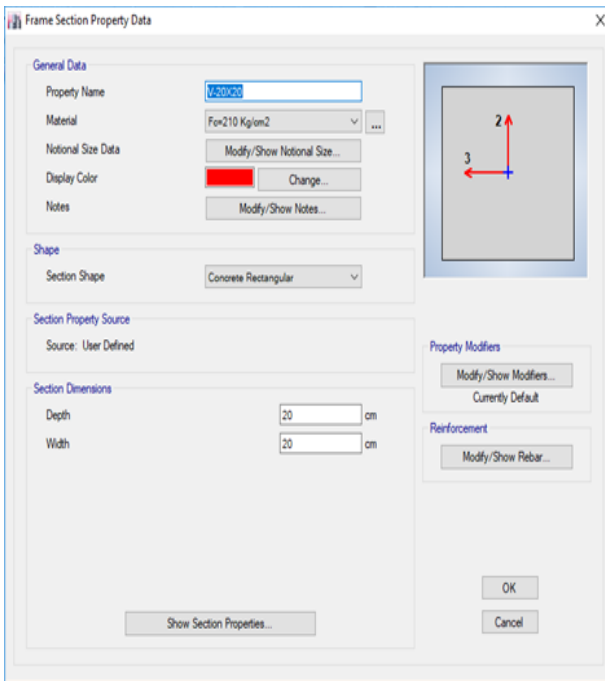 Frame Section Property Data
General Data
Property Name V-20X20
Material Fc=210 Kg/cm2 ...
Notional Size Data Modify/Show Notional Size...
Display Color Change...
Notes Modify/Show Notes...
2
3
Shape
Section Shape Concrete Rectangular
Section Property Source
Source: User Defined
Property Modifiers
Modify/Show Modifiers...
Currently Default
Section Dimensions
Depth 20 cm
Width 20 cm
Reinforcement
Modify/Show Rebar...
OK
Show Section Properties...
Cancel